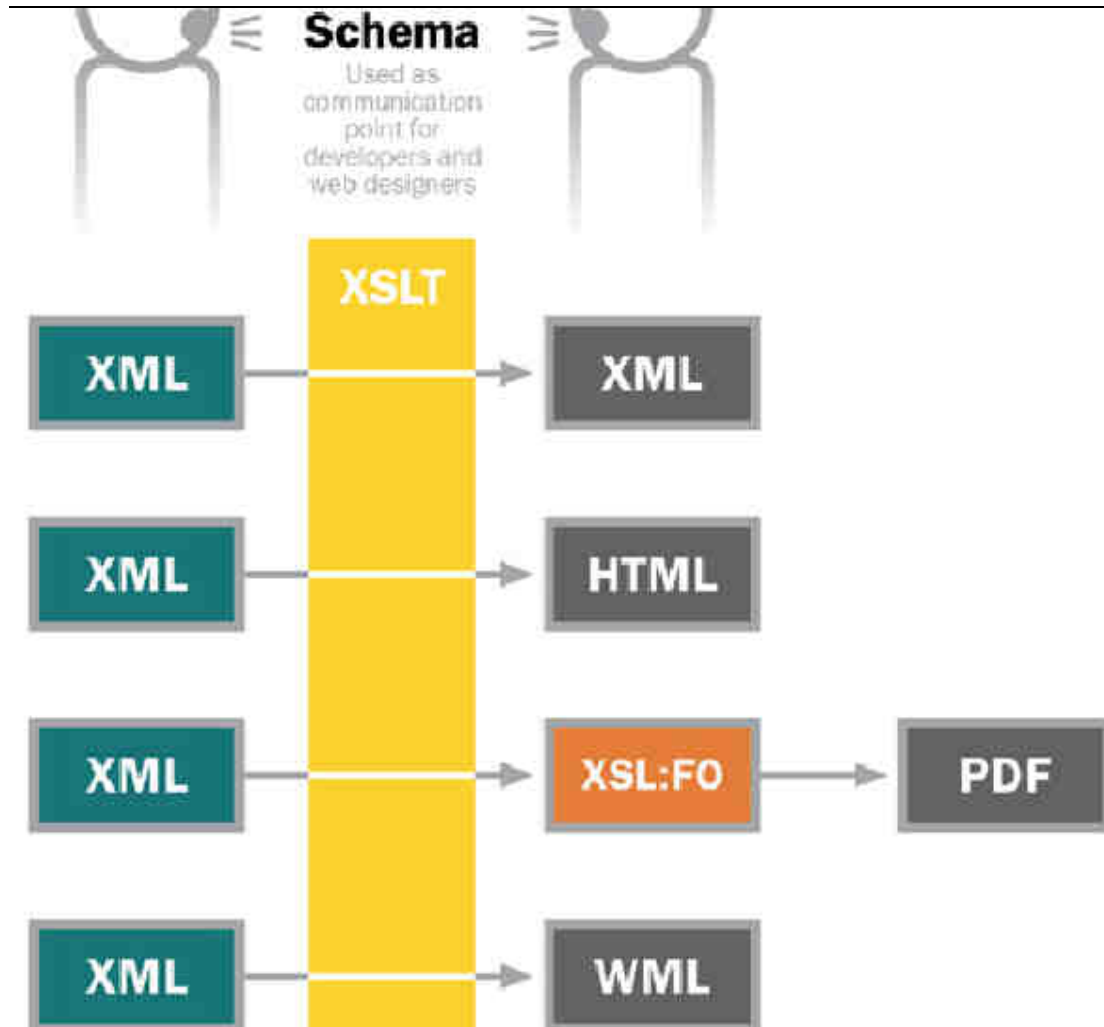 Schema
Used as
communication
point for
developers and
web designers
XSLT
XML
XML
XML
HTML
XML
XSL:FO
PDF
XML
WML